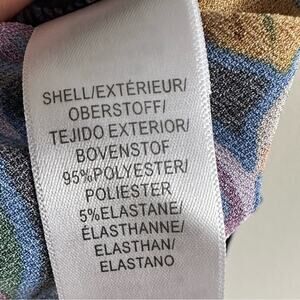 SHELL/EXTÉRIEUR/
OBERSTOFF/
TEJIDO EXTERIOR/
BOVENSTOF
95%POLYESTER/
POLIESTER
5%ELASTANE/
ÉLASTHANNE/
ELASTHAN/
ELASTANO